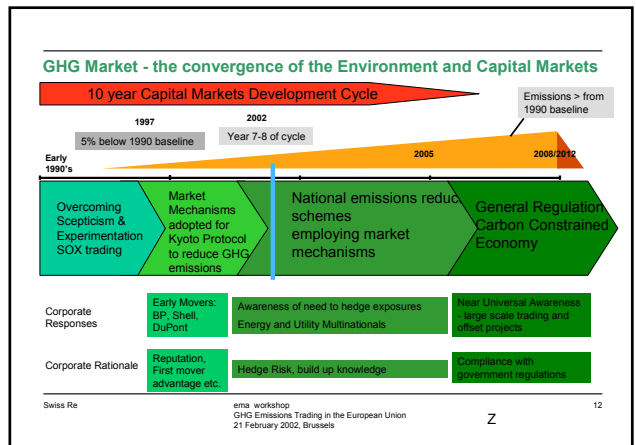 GHG Market - the convergence of the Environment and Capital Markets
10 year Capital Markets Development Cycle
Emissions > from
1990 baseline
1997
2002
5% below 1990 baseline
Year 7-8 of cycle
Early
1990's
2005
2008/2012
Overcoming
Scepticism &
Experimentation
SOX trading
Market
Mechanisms
adopted for
Kyoto Protocol
to reduce GHG
emissions
National emissions reduc
schemes
employing market
mechanisms
General Regulation
Carbon Constrained
Economy
Corporate
Responses
Early Movers:
BP, Shell,
DuPont
Awareness of need to hedge exposures
Energy and Utility Multinationals
Near Universal Awareness
- large scale trading and
offset projects
Corporate Rationale
Reputation,
First mover
advantage etc.
Hedge Risk, build up knowledge
Compliance with
government regulations
Swiss Re
ema workshop
GHG Emissions Trading in the European Union
21 February 2002, Brussels
Z
12